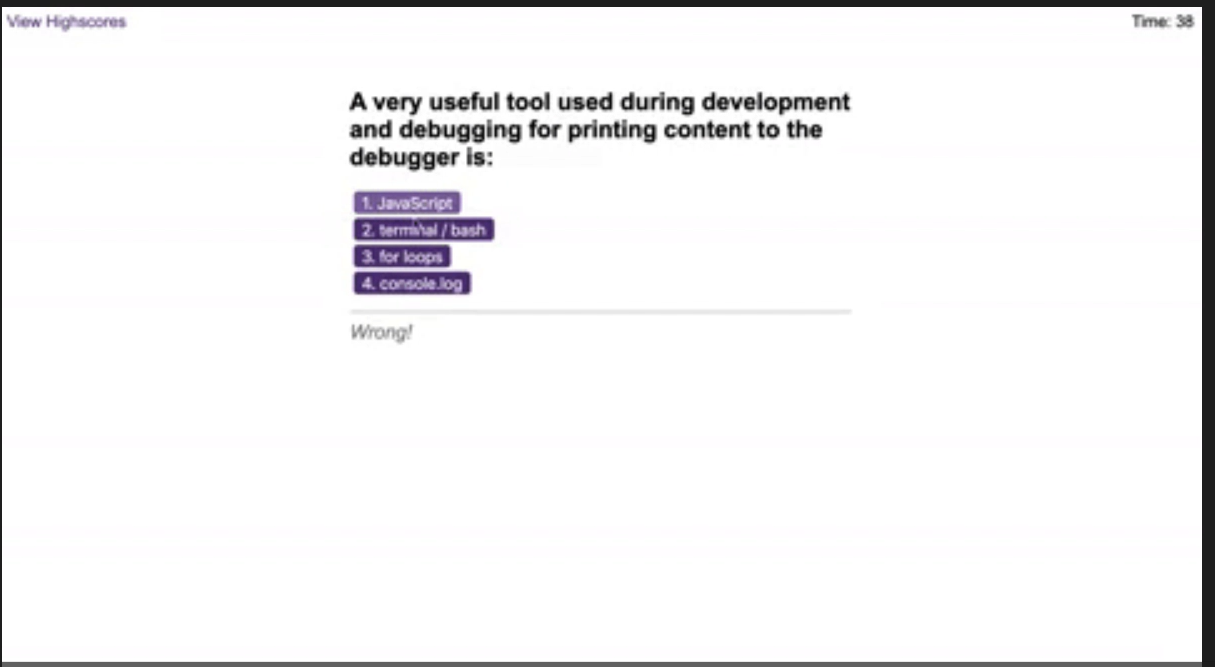 View Highscores
Time: 38
A very useful tool used during development
and debugging for printing content to the
debugger is:
1. JavaScript
2. terminal / bash
3. for loops
4. console.log
Wrong!